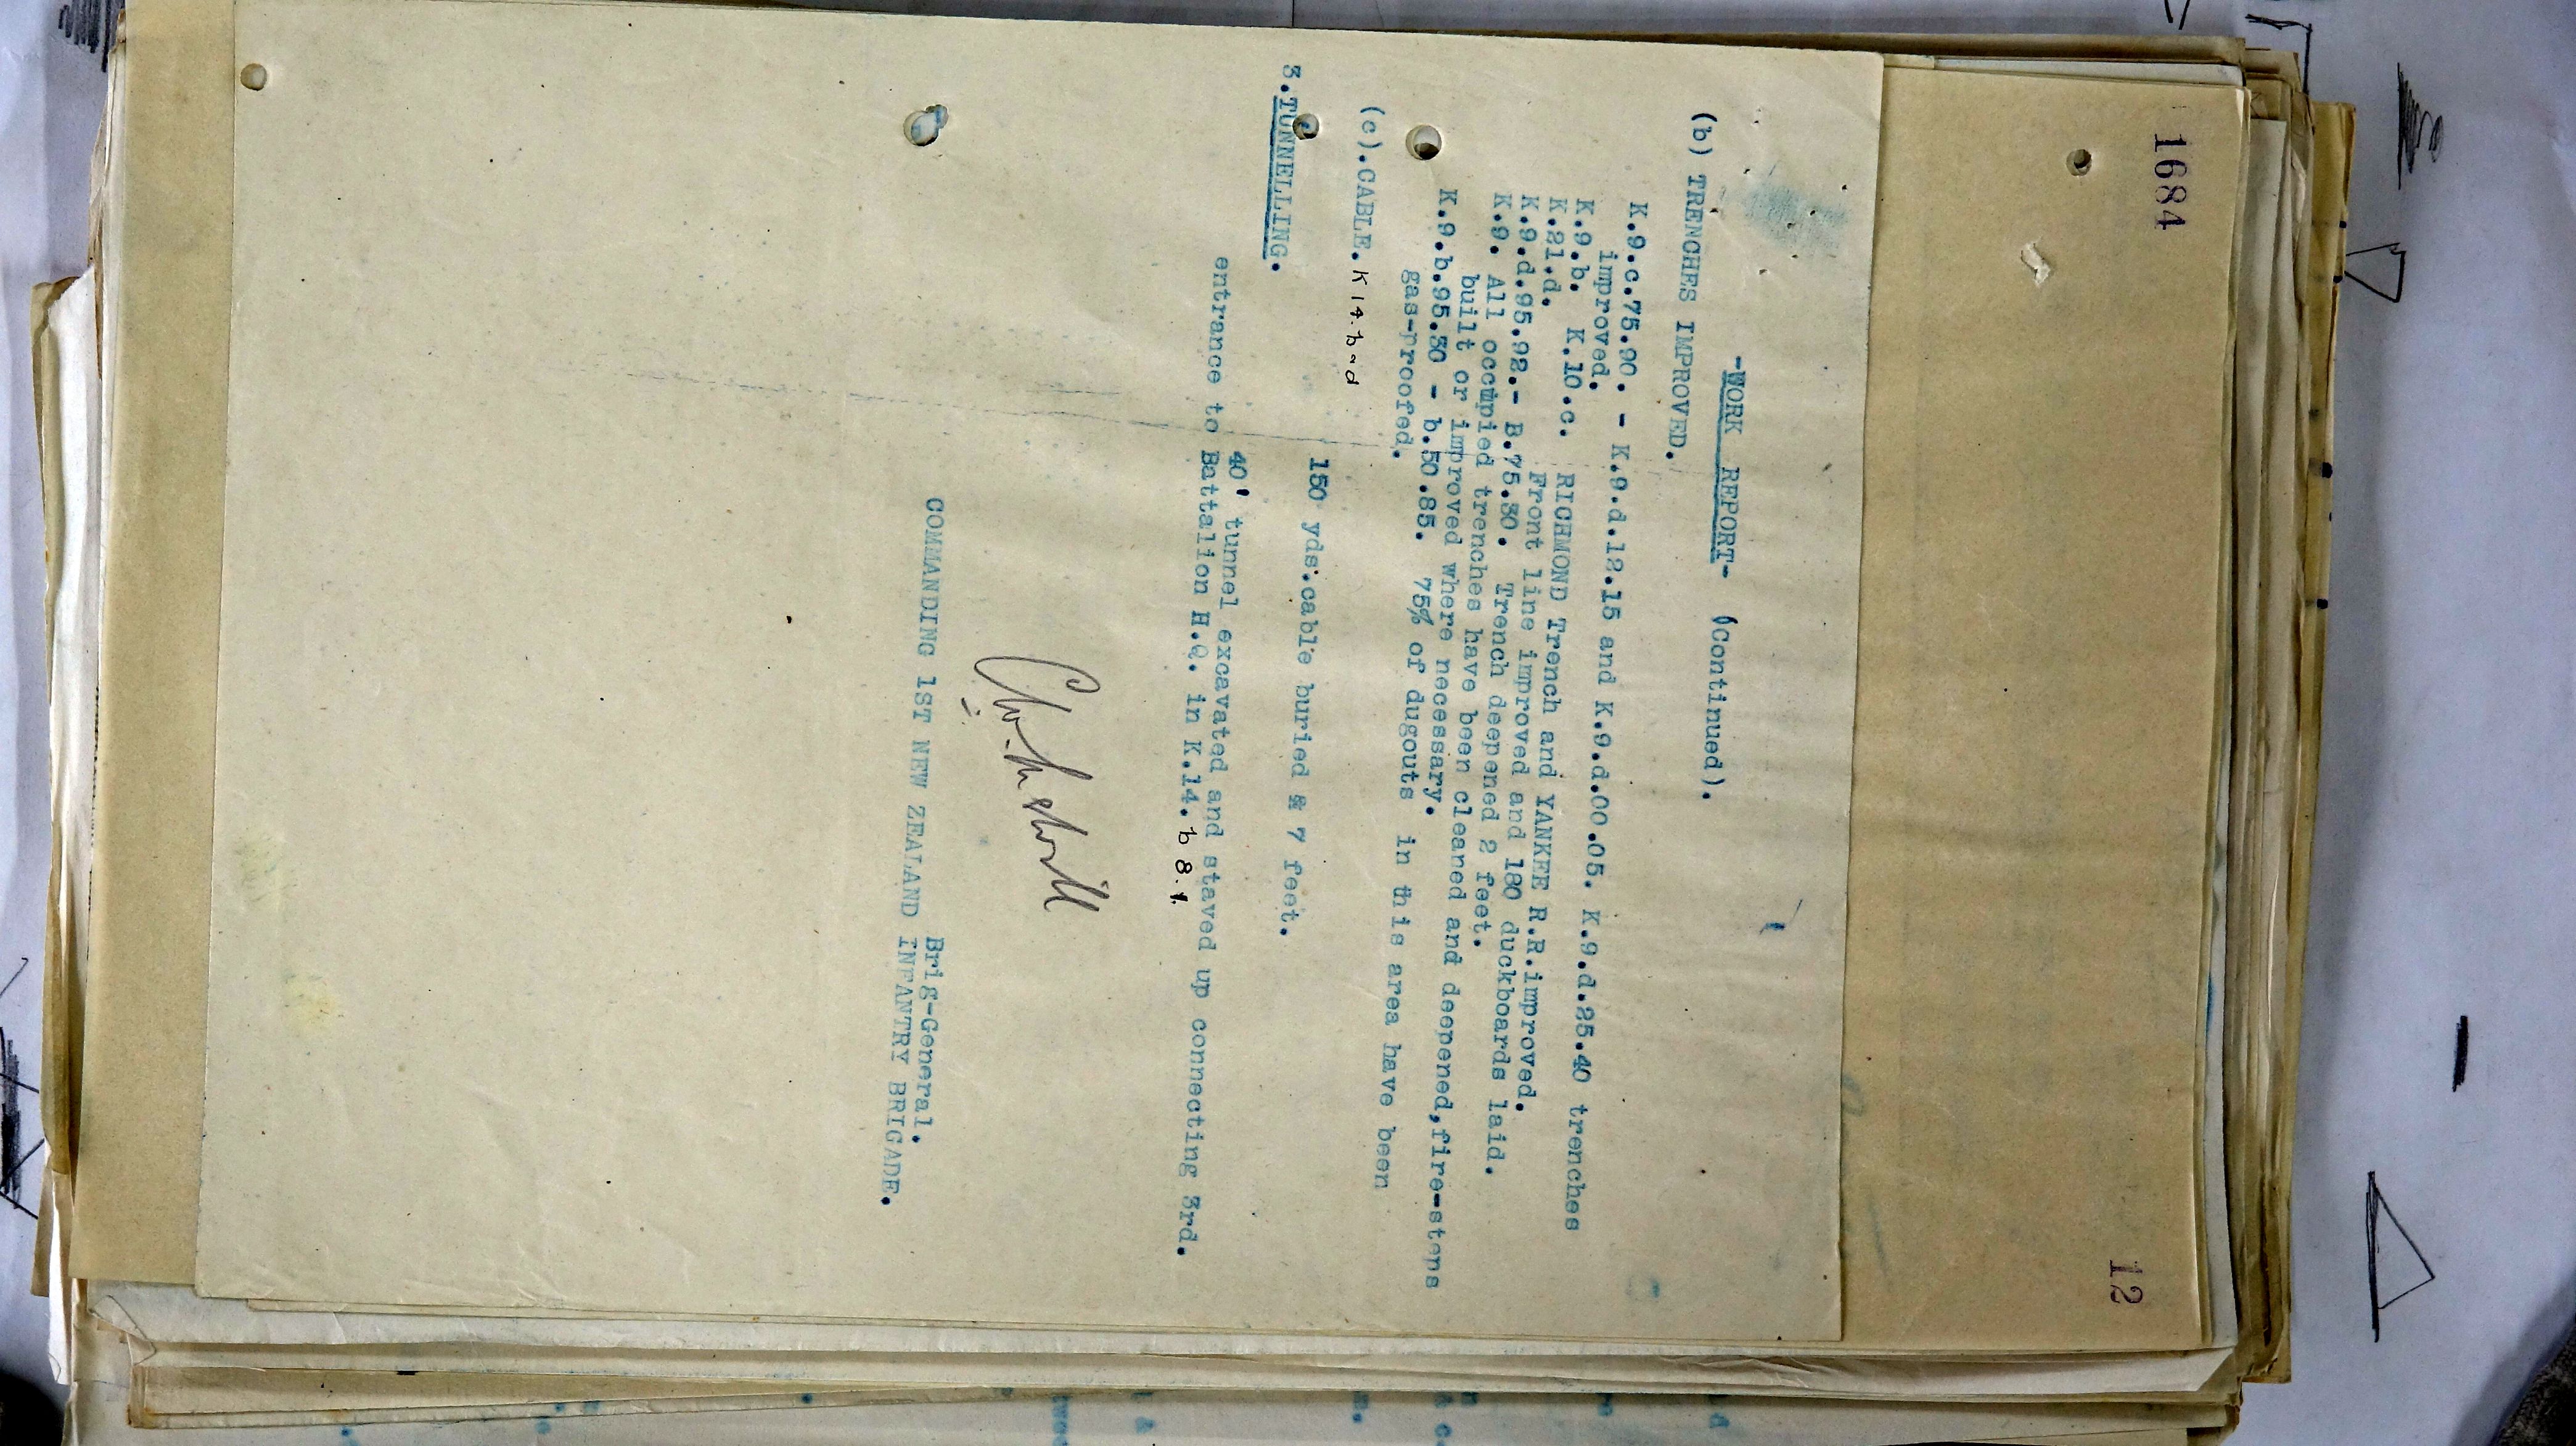 1684
12
-WORK REPORT- (Continued).
(b) TRENCHES IMPROVED.
K.9.c.75.90. - K.9.d.12.15 and K.9.d.00.05. K.9.d.25.40 trenches
improved.
K.9.b. K.10.c. RICHMOND Trench and YANKEE R.R.improved.
K.21.d. Front line improved and 180 duckboards laid.
K.9.d.95.92.- B.75.30. Trench deepened 2 feet.
K.9. All occupied trenches have been cleared and deepened,fire-steps
built or improved where necessary.
K.9.b.95.30 - b.50.85. 75% of dugouts in this area have been
gas-proofed.
(c).CABLE. K14.b a d
150 yds.cable buried 7 feet.
3.TUNNELLING.
40' tunnel excavated and staved up connecting 3rd.
entrance to Battalion H.Q. in K.14.b 8.1.
Brig-General.
COMMANDING 1ST NEW ZEALAND INFANTRY BRIGADE.